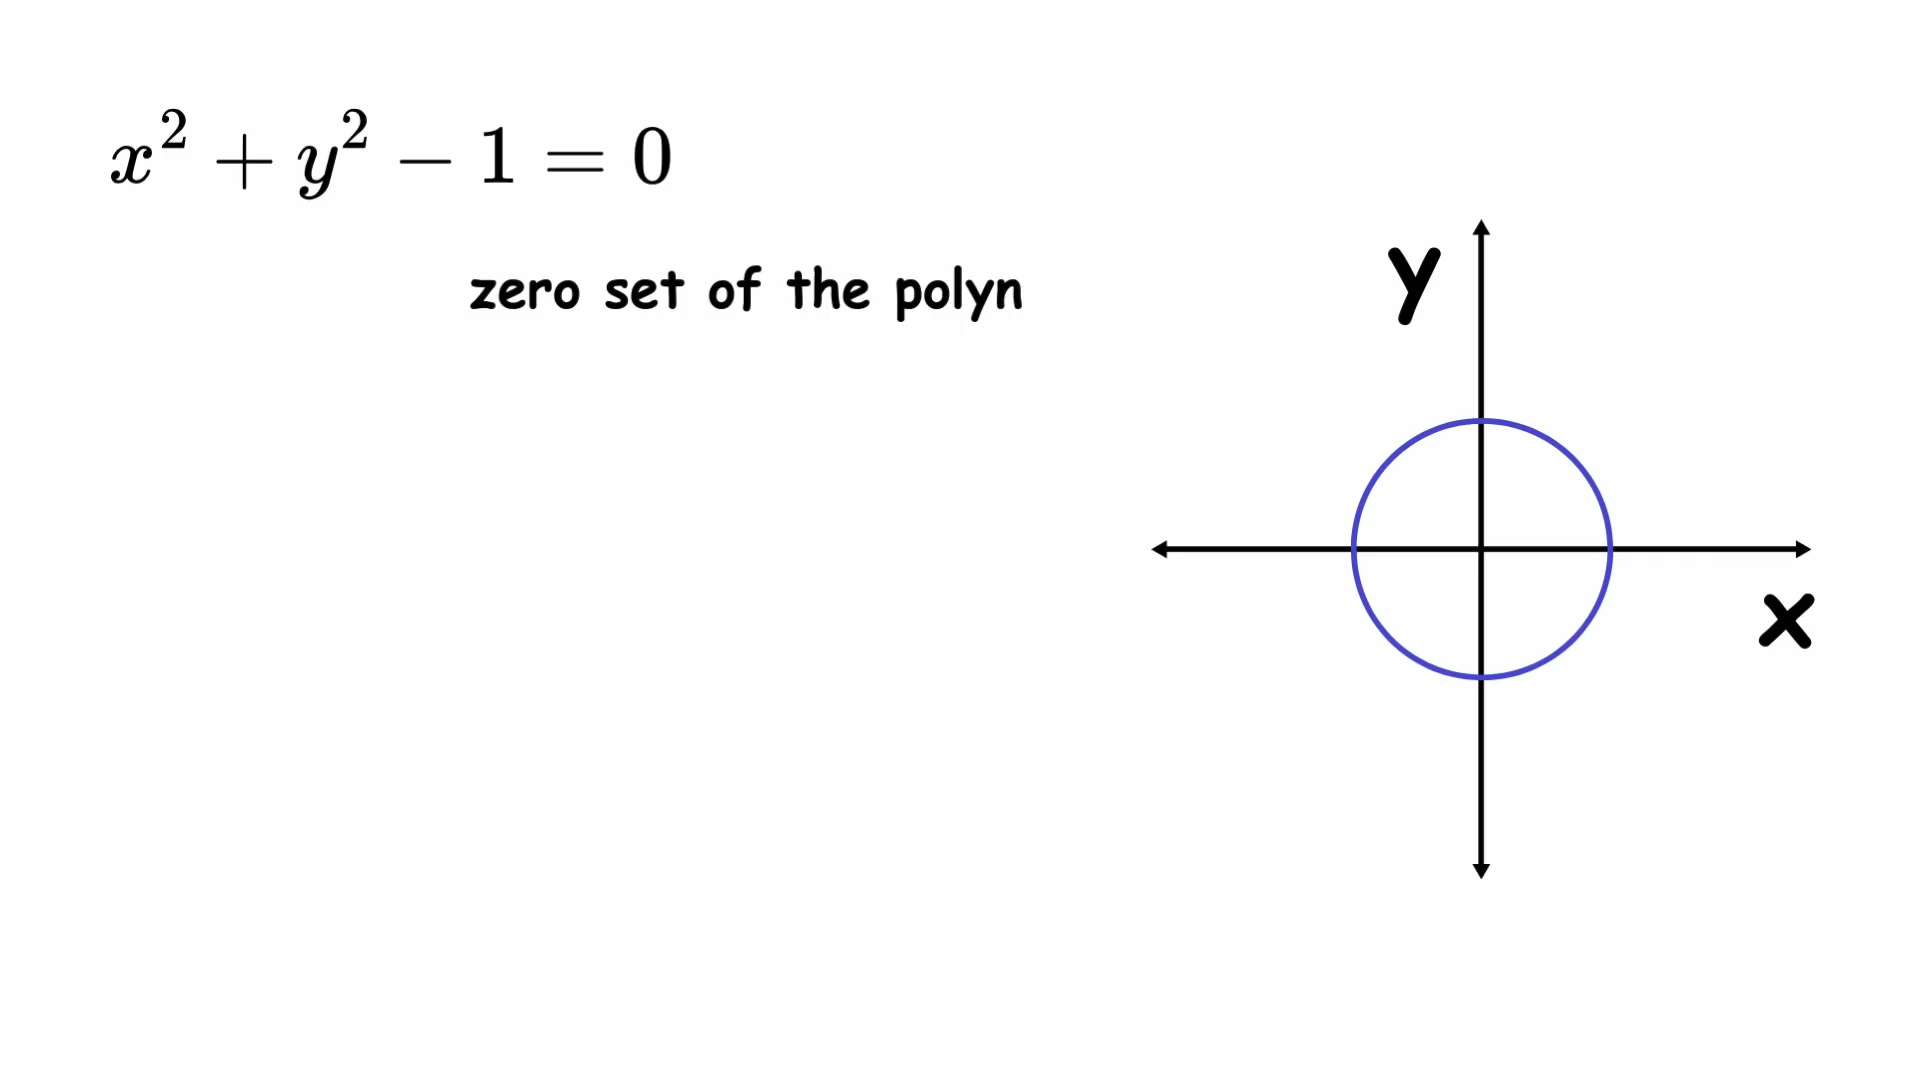 x² + y² − 1 = 0
zero set of the polyn
y
x